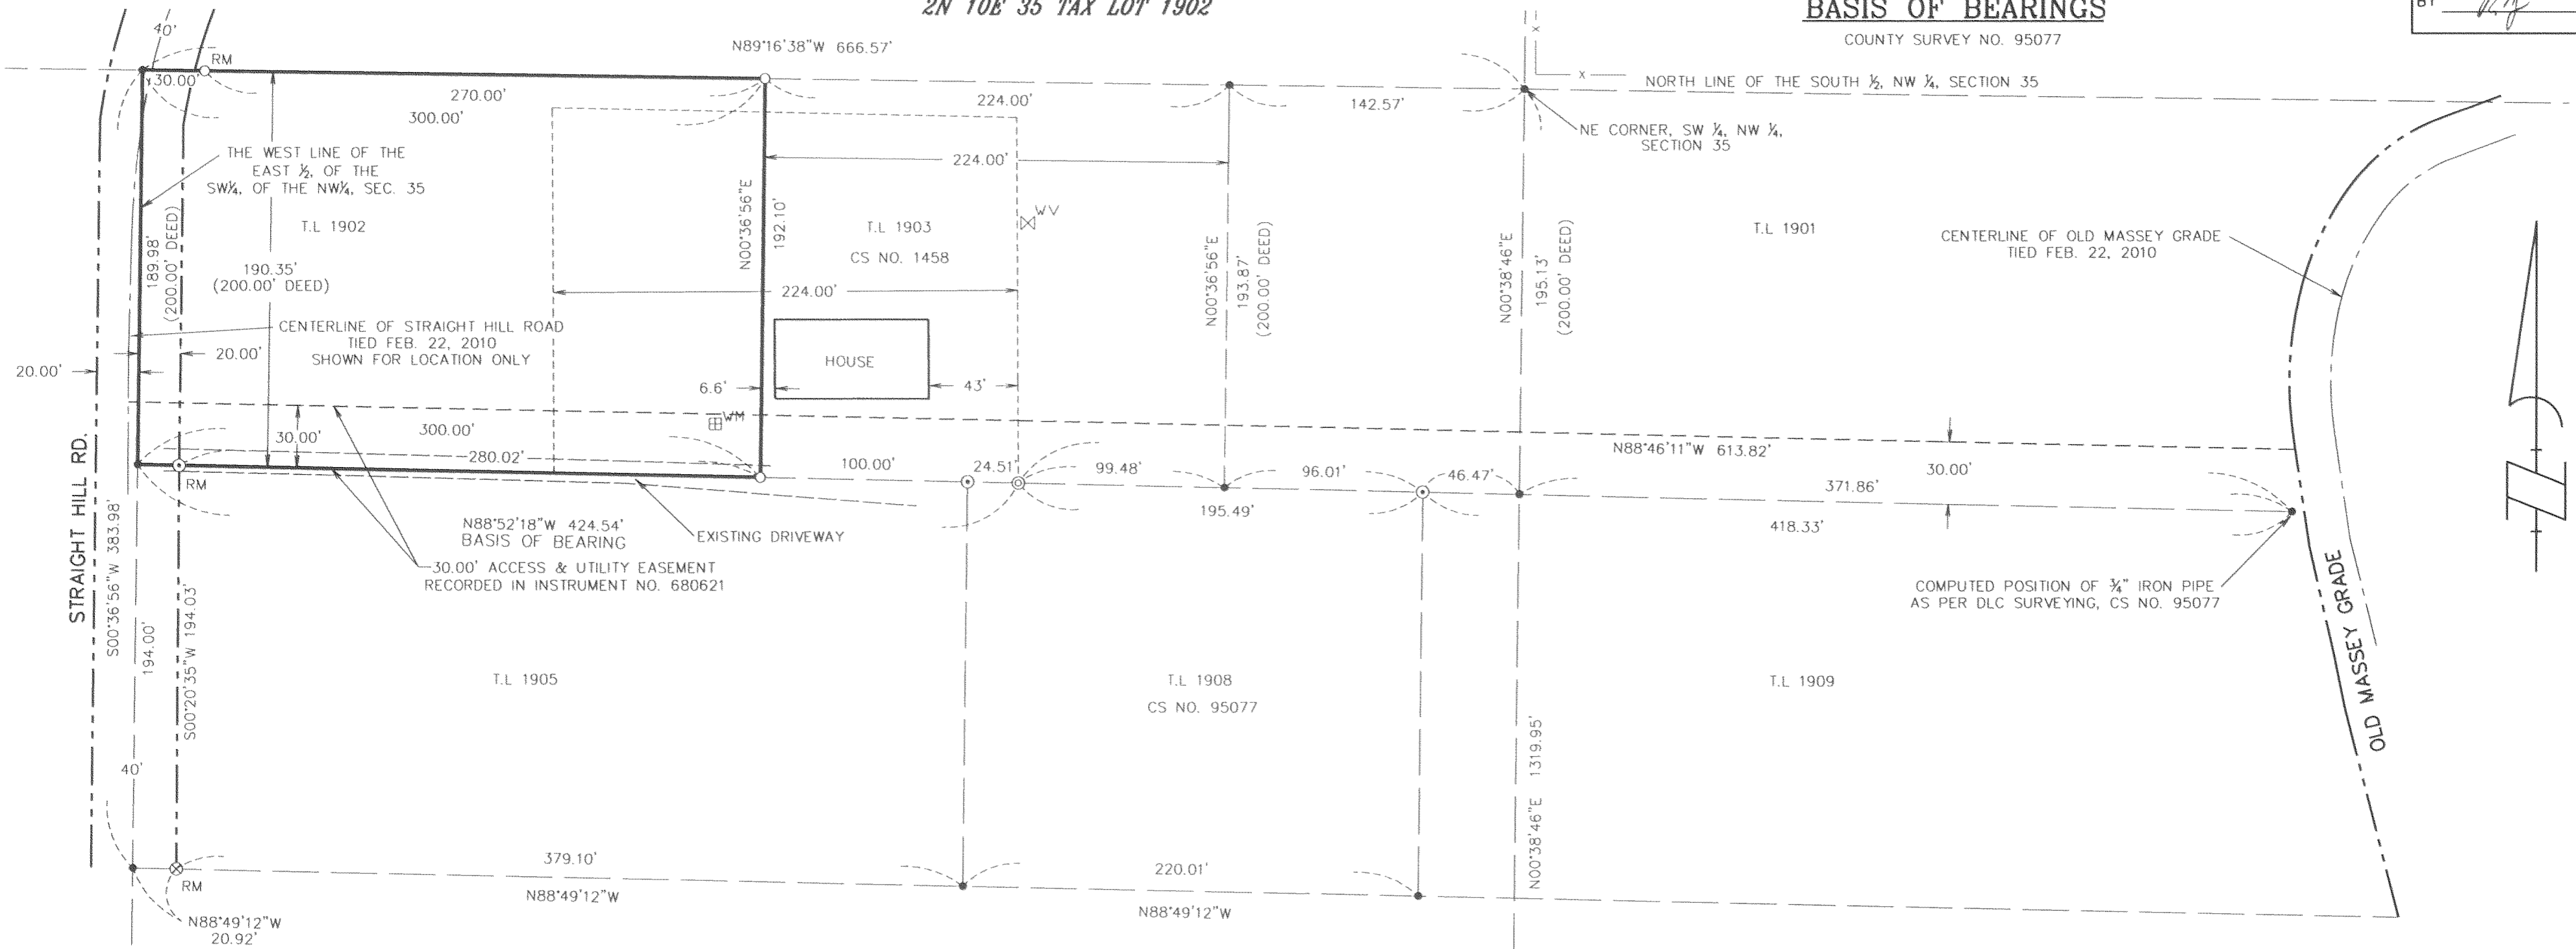 2N 10E 35 TAX LOT 1902
BASIS OF BEARINGS
COUNTY SURVEY NO. 95077
BY
40'
RM
30.00'
N89°16'38"W 666.57'
270.00'
300.00'
224.00'
142.57'
X
X
NORTH LINE OF THE SOUTH ½, NW ¼, SECTION 35
NE CORNER, SW ¼, NW ¼,
SECTION 35
THE WEST LINE OF THE
EAST ½, OF THE
SW¼, OF THE NW¼, SEC. 35
T.L 1902
189.98'
(200.00' DEED)
190.35'
(200.00' DEED)
N00°36'56"E
192.10'
224.00'
T.L 1903
CS NO. 1458
WV
224.00'
N00°36'56"E
193.87'
(200.00' DEED)
N00°38'46"E
195.13'
(200.00' DEED)
T.L 1901
CENTERLINE OF OLD MASSEY GRADE
TIED FEB. 22, 2010
CENTERLINE OF STRAIGHT HILL ROAD
TIED FEB. 22, 2010
SHOWN FOR LOCATION ONLY
20.00'
20.00'
HOUSE
6.6'
43'
WM
30.00'
300.00'
280.02'
100.00'
24.51'
99.48'
96.01'
46.47'
N88°46'11"W 613.82'
30.00'
371.86'
195.49'
418.33'
RM
STRAIGHT HILL RD.
S00°36'56"W 383.98'
194.00'
S00°20'35"W 194.03'
N88°52'18"W 424.54'
BASIS OF BEARING
EXISTING DRIVEWAY
30.00' ACCESS & UTILITY EASEMENT
RECORDED IN INSTRUMENT NO. 680621
COMPUTED POSITION OF ¾" IRON PIPE
AS PER DLC SURVEYING, CS NO. 95077
OLD MASSEY GRADE
N
T.L 1905
T.L 1908
CS NO. 95077
T.L 1909
N00°38'46"E 1319.95'
40'
RM
379.10'
N88°49'12"W
220.01'
N88°49'12"W
N88°49'12"W
20.92'